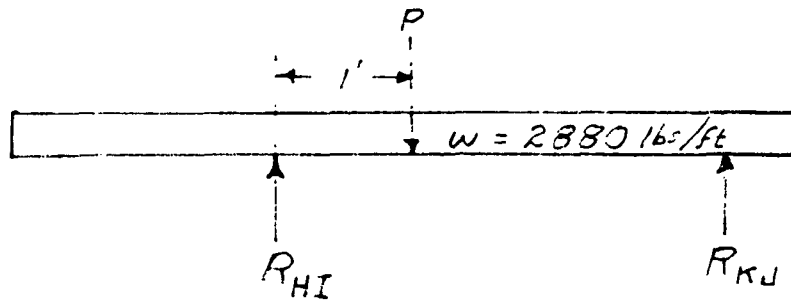 P
1'
w = 2880 lbs/ft
R_HI
R_KJ